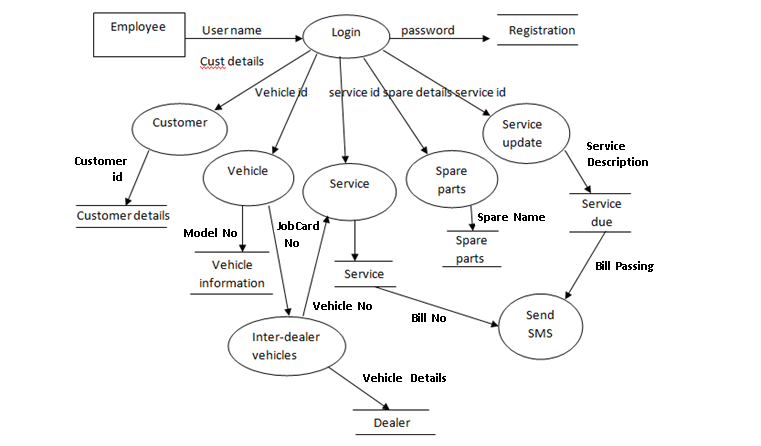 Employee
User name
Login
password
Registration
Cust details
Vehicle id
service id
spare details
service id
Customer
Service
update
Customer
id
Vehicle
Service
Spare
parts
Service
Description
Customer details
Model No
JobCard
No
Spare Name
Service
due
Vehicle
information
Service
Spare
parts
Bill Passing
Vehicle No
Bill No
Send
SMS
Inter-dealer
vehicles
Vehicle Details
Dealer